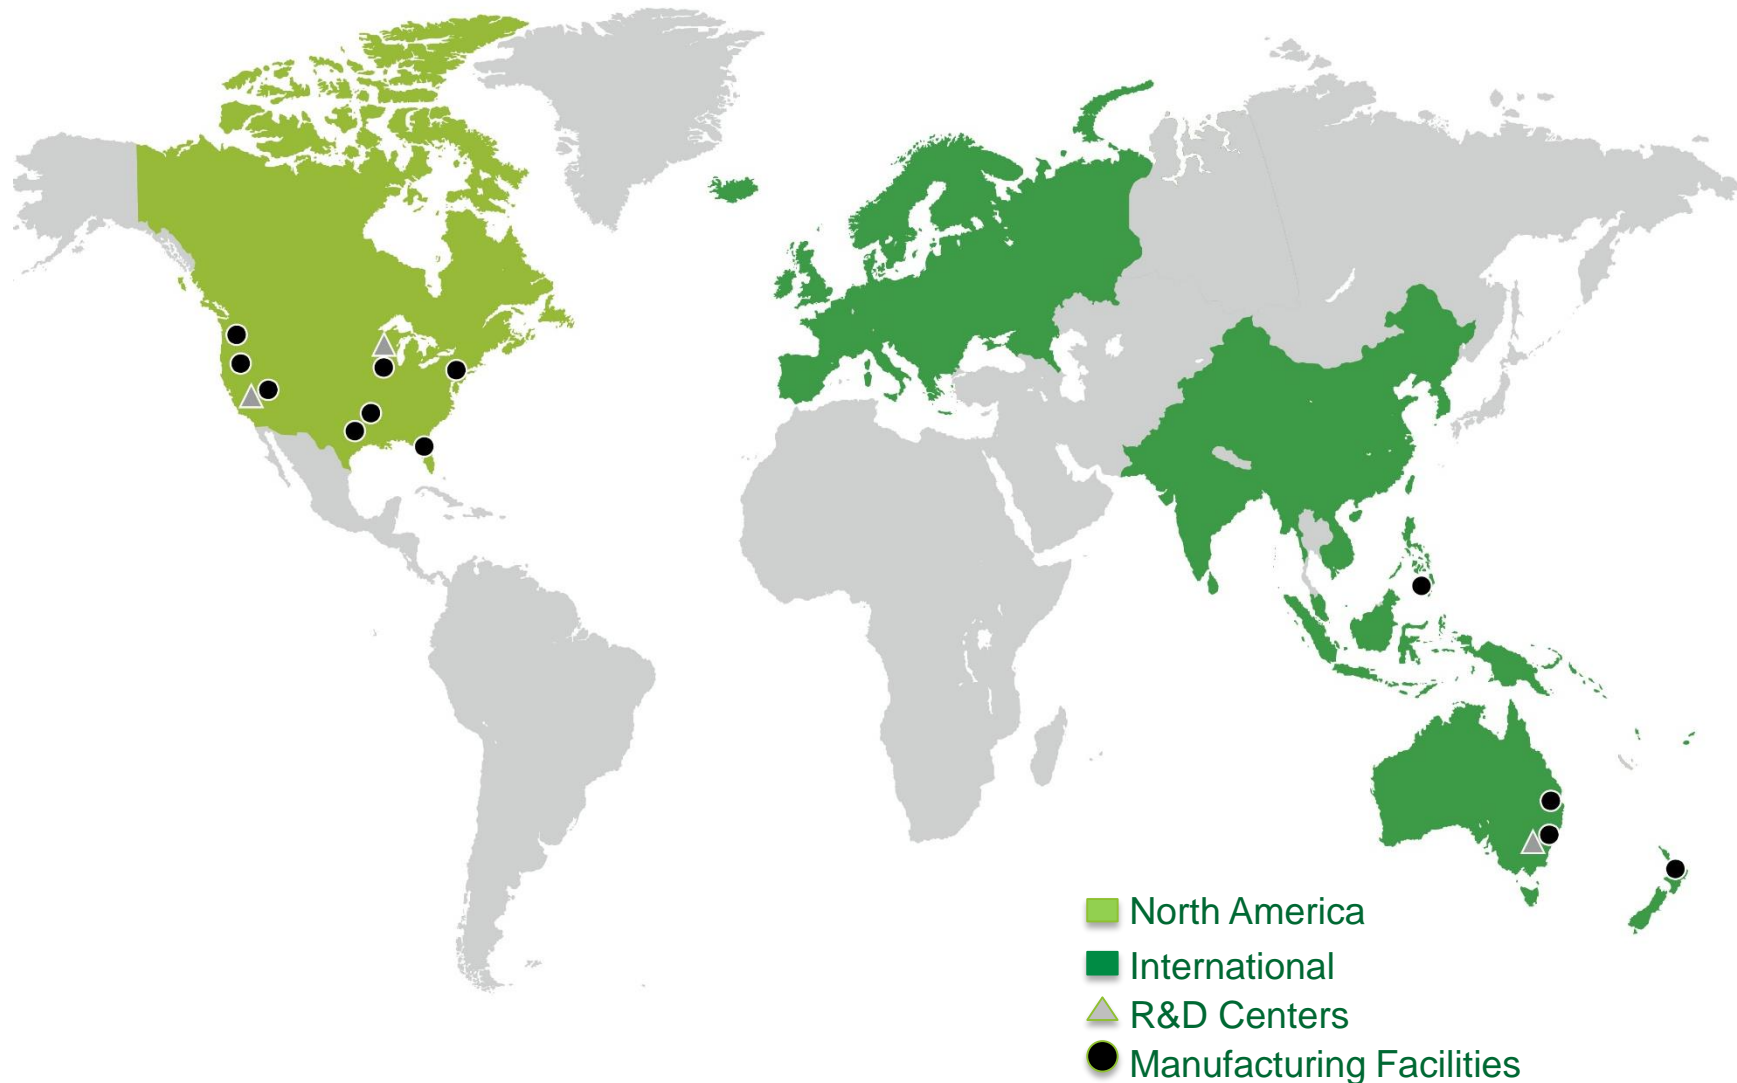 North America
International
R&D Centers
Manufacturing Facilities